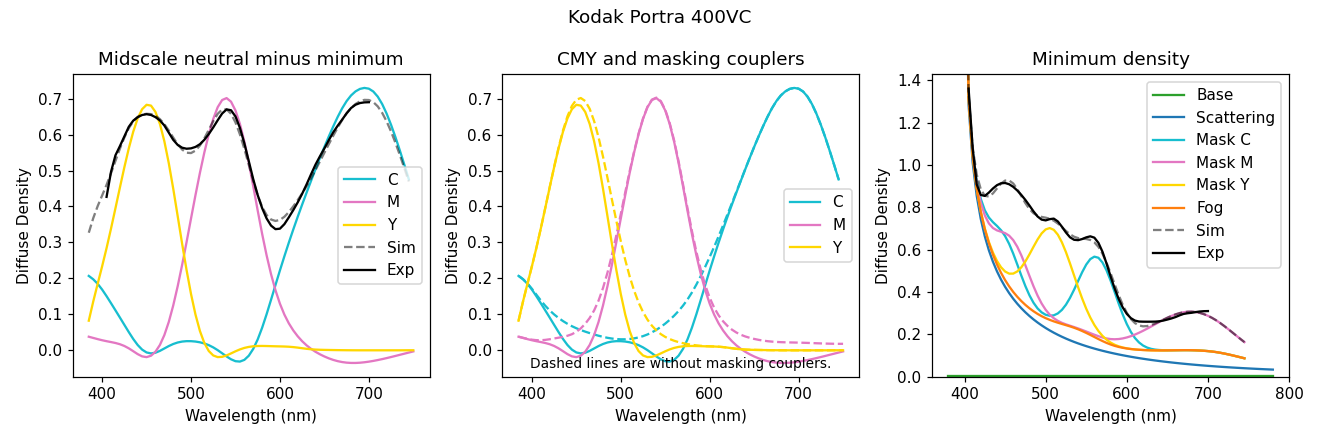 Kodak Portra 400VC
Midscale neutral minus minimum
Diffuse Density
0.7
0.6
0.5
0.4
0.3
0.2
0.1
0.0
400
500
600
700
Wavelength (nm)
C
M
Y
Sim
Exp
CMY and masking couplers
Diffuse Density
0.7
0.6
0.5
0.4
0.3
0.2
0.1
0.0
C
M
Y
Dashed lines are without masking couplers.
400
500
600
700
Wavelength (nm)
Minimum density
Diffuse Density
1.4
1.2
1.0
0.8
0.6
0.4
0.2
0.0
Base
Scattering
Mask C
Mask M
Mask Y
Fog
Sim
Exp
400
500
600
700
800
Wavelength (nm)